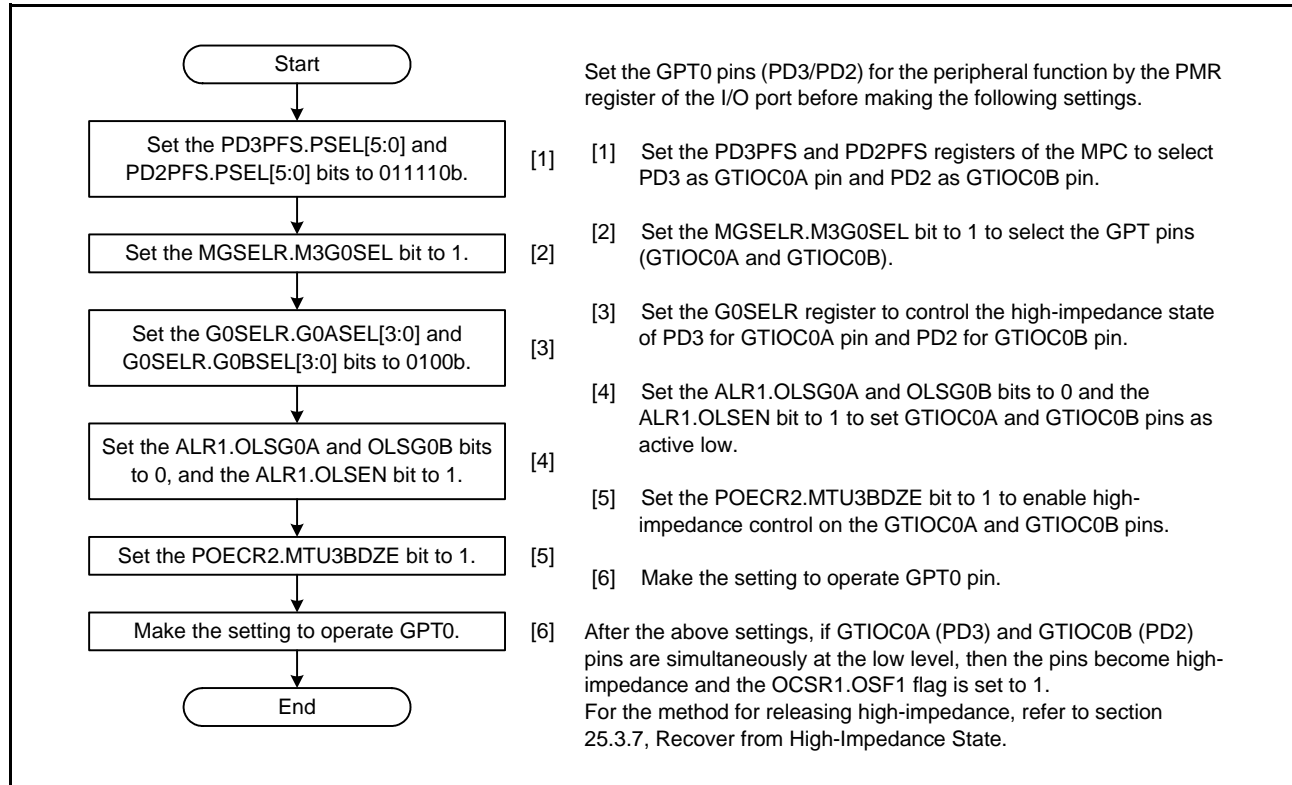 Start
Set the PD3PFS.PSEL[5:0] and
PD2PFS.PSEL[5:0] bits to 011110b.
[1]
Set the MGSELR.M3G0SEL bit to 1.
[2]
Set the G0SELR.G0ASEL[3:0] and
G0SELR.G0BSEL[3:0] bits to 0100b.
[3]
Set the ALR1.OLSG0A and OLSG0B bits
to 0, and the ALR1.OLSEN bit to 1.
[4]
Set the POECR2.MTU3BDZE bit to 1.
[5]
Make the setting to operate GPT0.
[6]
End
Set the GPT0 pins (PD3/PD2) for the peripheral function by the PMR
register of the I/O port before making the following settings.
[1] Set the PD3PFS and PD2PFS registers of the MPC to select
PD3 as GTIOC0A pin and PD2 as GTIOC0B pin.
[2] Set the MGSELR.M3G0SEL bit to 1 to select the GPT pins
(GTIOC0A and GTIOC0B).
[3] Set the G0SELR register to control the high-impedance state
of PD3 for GTIOC0A pin and PD2 for GTIOC0B pin.
[4] Set the ALR1.OLSG0A and OLSG0B bits to 0 and the
ALR1.OLSEN bit to 1 to set GTIOC0A and GTIOC0B pins as
active low.
[5] Set the POECR2.MTU3BDZE bit to 1 to enable high-
impedance control on the GTIOC0A and GTIOC0B pins.
[6] Make the setting to operate GPT0 pin.
After the above settings, if GTIOC0A (PD3) and GTIOC0B (PD2)
pins are simultaneously at the low level, then the pins become high-
impedance and the OCSR1.OSF1 flag is set to 1.
For the method for releasing high-impedance, refer to section
25.3.7, Recover from High-Impedance State.